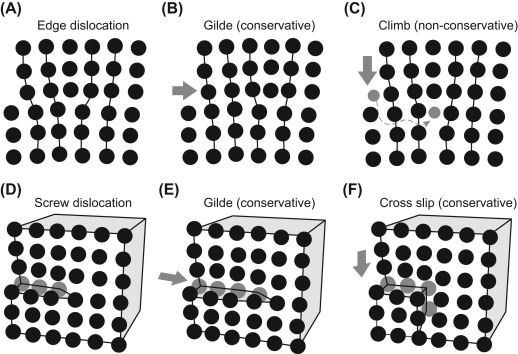 (A) Edge dislocation
(B) Gilde (conservative)
(C) Climb (non-conservative)
(D) Screw dislocation
(E) Gilde (conservative)
(F) Cross slip (conservative)